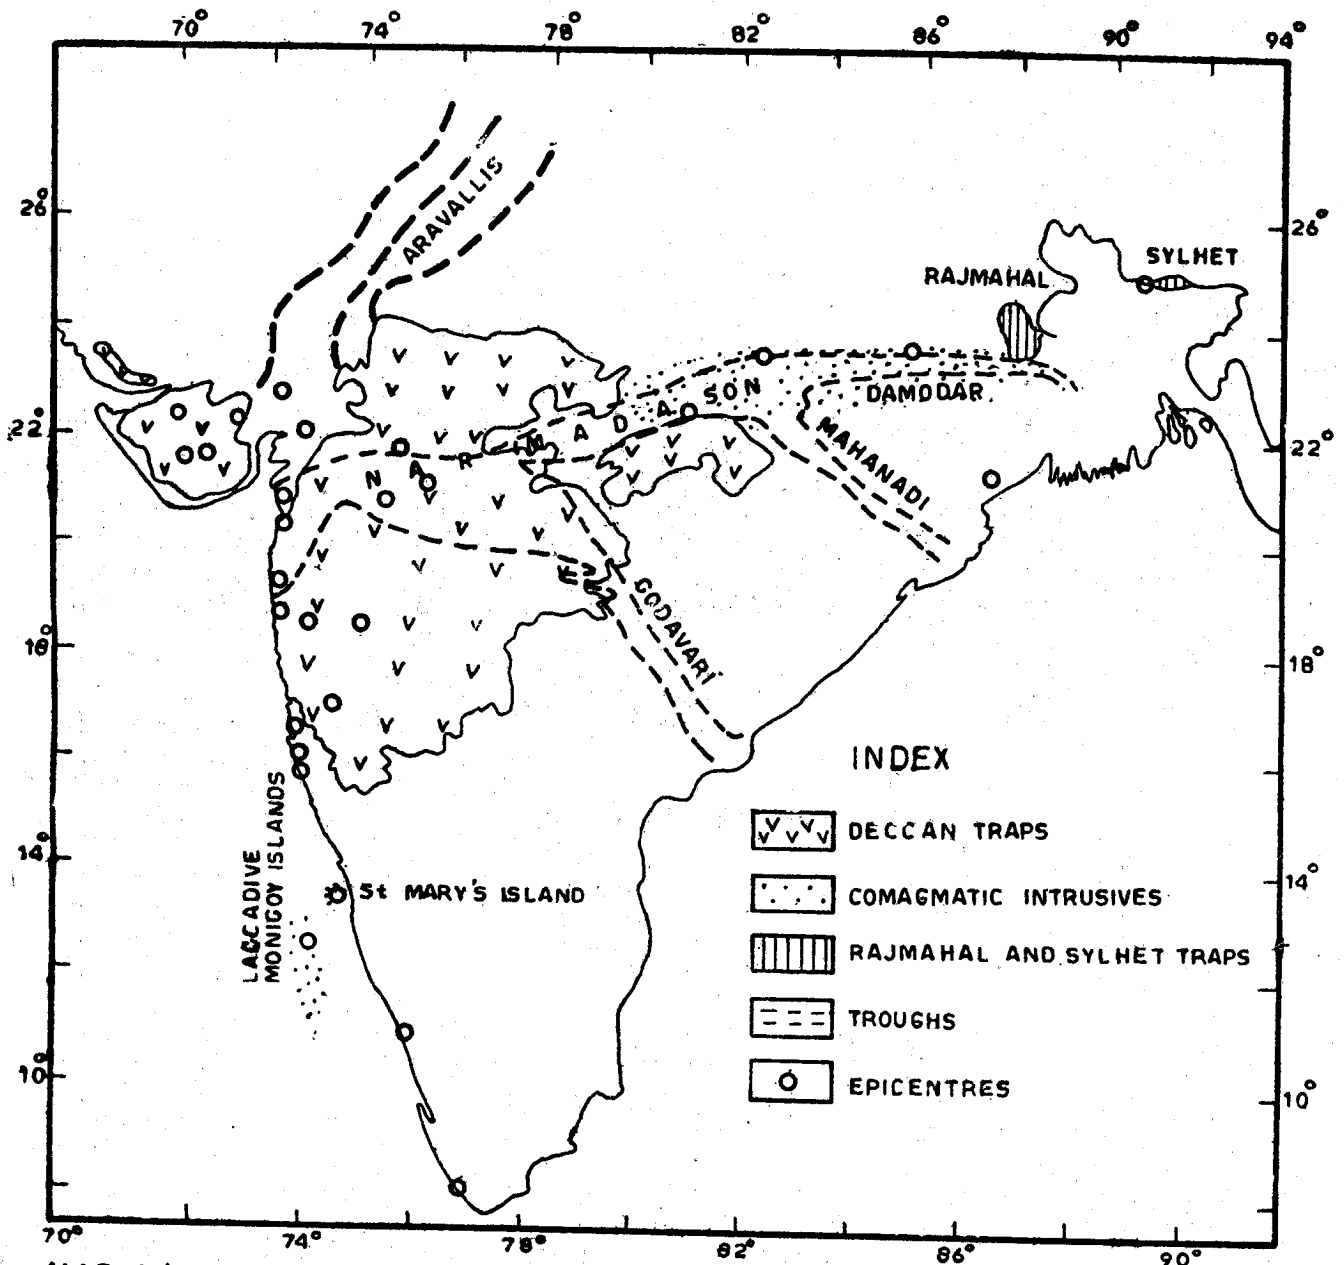 70° 74° 78° 82° 86° 90° 94°
ARAVALLIS
26° 26°
SYLHET
RAJMAHAL
SON
DAMODAR
22° 22°
NARMADA
MAHANADI
GODAVARI
18° 18°
INDEX
DECCAN TRAPS
LACCADIVE
MONICOY ISLANDS
14° 14°
St MARY'S ISLAND
COMAGMATIC INTRUSIVES
RAJMAHAL AND SYLHET TRAPS
TROUGHS
EPICENTRES
10° 10°
70° 74° 78° 82° 86° 90°